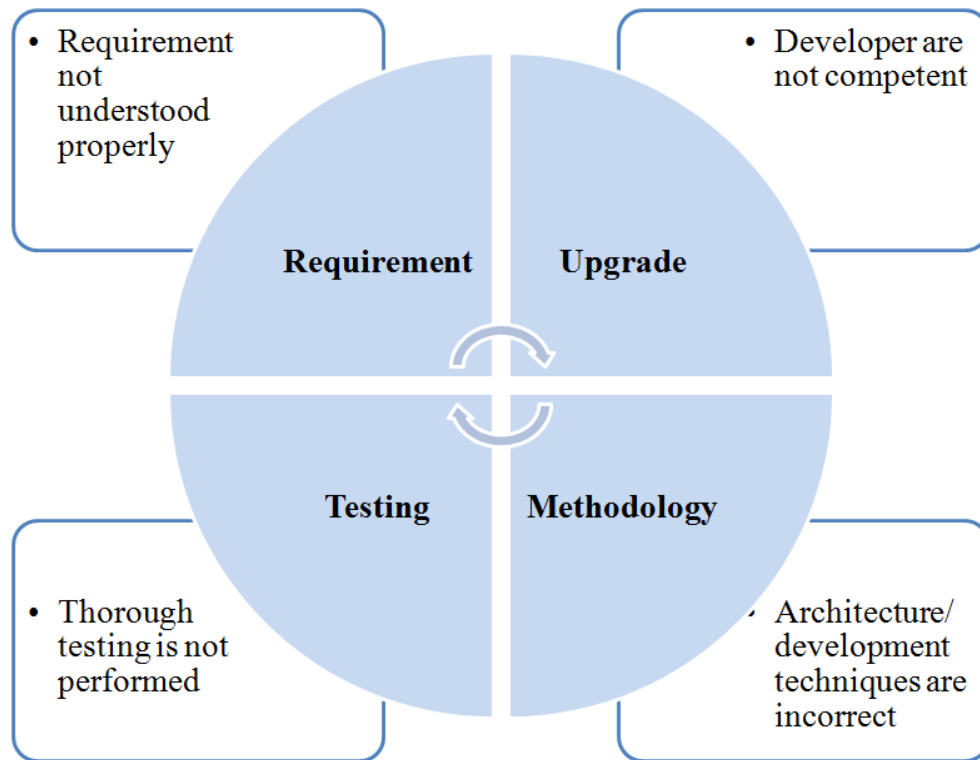 • Requirement
not
understood
properly
• Developer are
not competent
Requirement
Upgrade
Testing
Methodology
• Thorough
testing is not
performed
• Architecture/
development
techniques are
incorrect